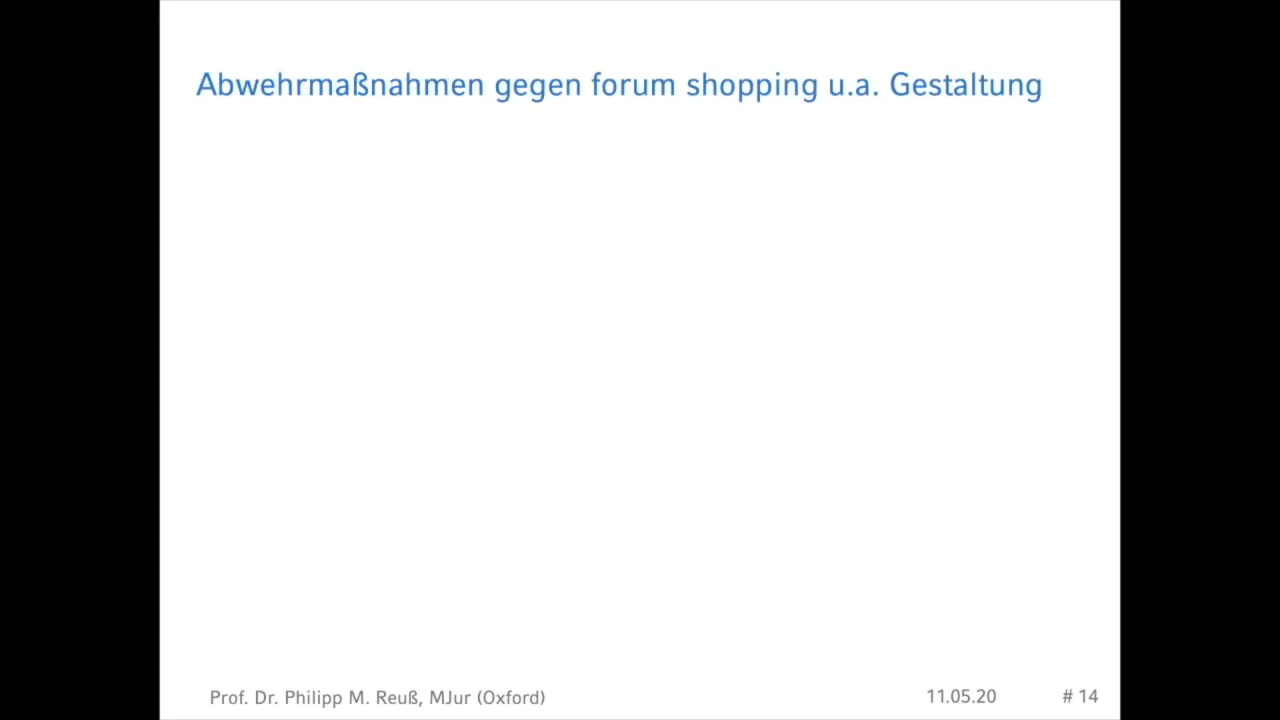 Abwehrmaßnahmen gegen forum shopping u.a. Gestaltung
Prof. Dr. Philipp M. Reuß, MJur (Oxford) 11.05.20 # 14